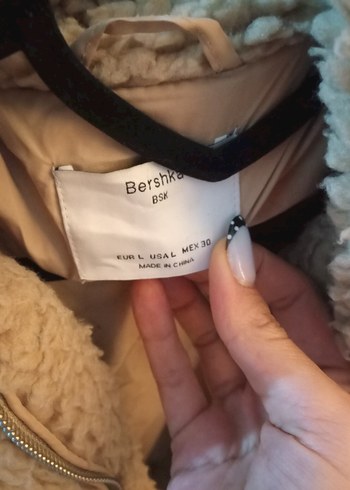 Bershka
BSK
EUR L USA L MEX 30
MADE IN CHINA